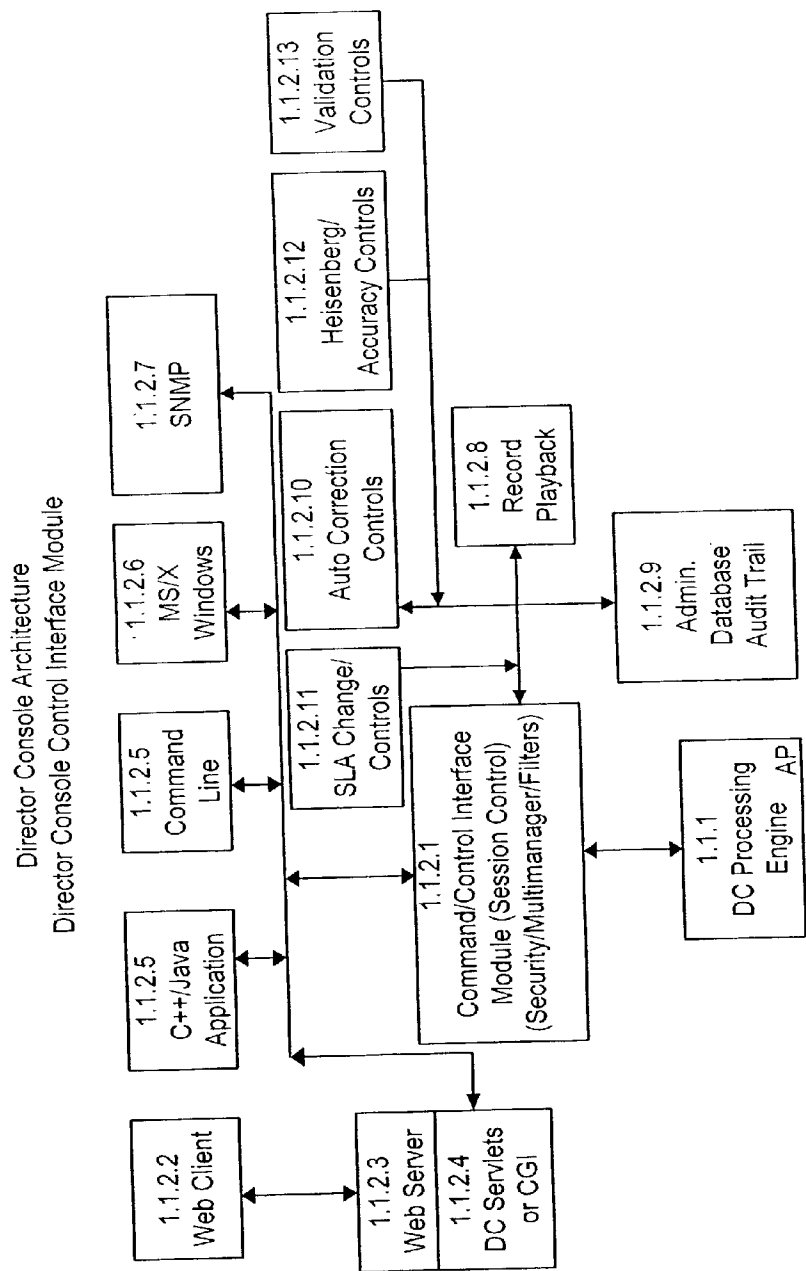 Director Console Architecture
Director Console Control Interface Module
1.1.2.2
Web Client
1.1.2.5
C++/Java
Application
1.1.2.5
Command
Line
1.1.2.6
MS/X
Windows
1.1.2.7
SNMP
1.1.2.3
Web Server
1.1.2.4
DC Servlets
or CGI
1.1.2.11
SLA Change/
Controls
1.1.2.10
Auto Correction
Controls
1.1.2.12
Heisenberg/
Accuracy Controls
1.1.2.13
Validation
Controls
1.1.2.1
Command/Control Interface
Module (Session Control)
(Security/Multimanager/Filters)
1.1.2.8
Record
Playback
1.1.1
DC Processing
Engine AP
1.1.2.9
Admin.
Database
Audit Trail